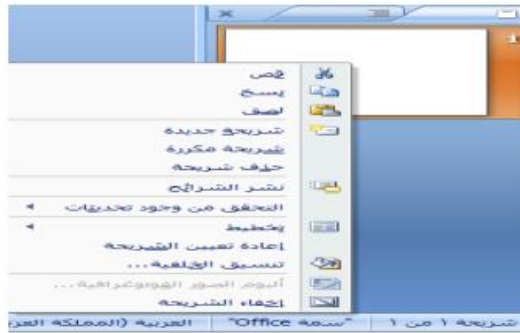 1
قص
نسخ
لصق
شريحة جديدة
شريحة مكررة
حذف شريحة
نشر الشرائح
التحقق من وجود تحديثات
تخطيط
إعادة تعيين الشريحة
تنسيق الخلفية...
ألبوم الصور الفوتوغرافية...
إخفاء الشريحة
شريحة ١ من ١ "سمة Office" العربية (المملكة العر